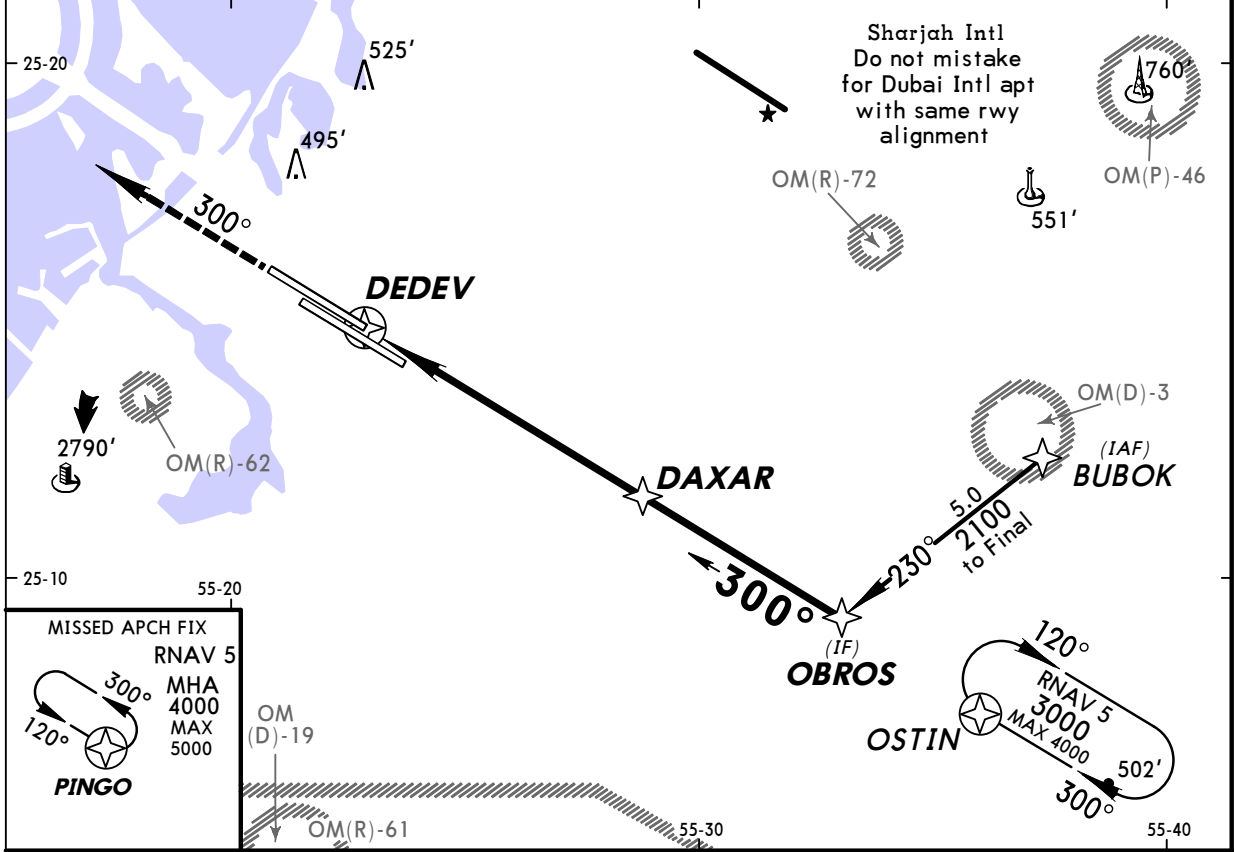 525'
Sharjah Intl
Do not mistake
for Dubai Intl apt
with same rwy
alignment
25-20
760'
495'
OM(R)-72
OM(P)-46
551'
300°
DEDEV
OM(D)-3
2790'
OM(R)-62
(IAF)
BUBOK
DAXAR
5.0
2100
to Final
230°
25-10
55-20
300°
(IF)
OBROS
MISSED APCH FIX
RNAV 5
MHA
4000
MAX
5000
300°
120°
PINGO
OM
(D)-19
OM(R)-61
120°
RNAV 5
3000
MAX 4000
OSTIN
502'
300°
55-30
55-40